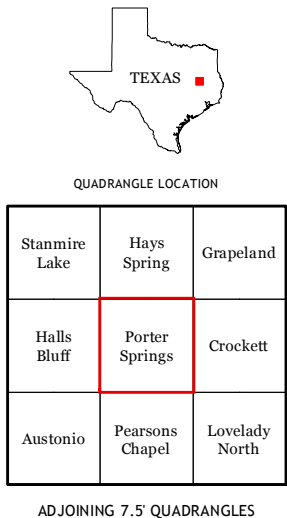 TEXAS
QUADRANGLE LOCATION
Stanmire
Lake
Hays
Spring
Grapeland
Halls
Bluff
Porter
Springs
Crockett
Austonio
Pearsons
Chapel
Lovelady
North
ADJOINING 7.5' QUADRANGLES